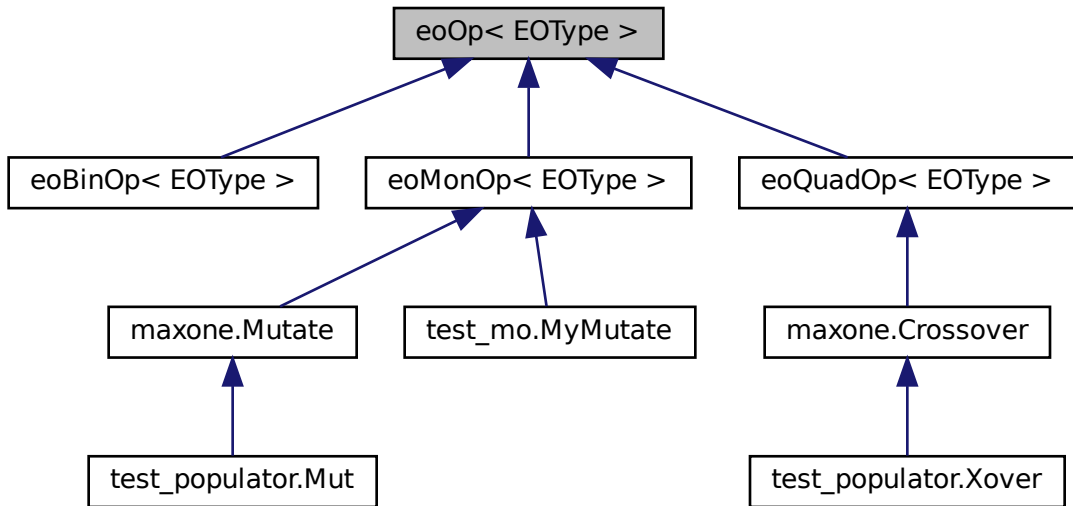 eoOp< EOType >
eoBinOp< EOType >
eoMonOp< EOType >
eoQuadOp< EOType >
maxone.Mutate
test_mo.MyMutate
maxone.Crossover
test_populator.Mut
test_populator.Xover